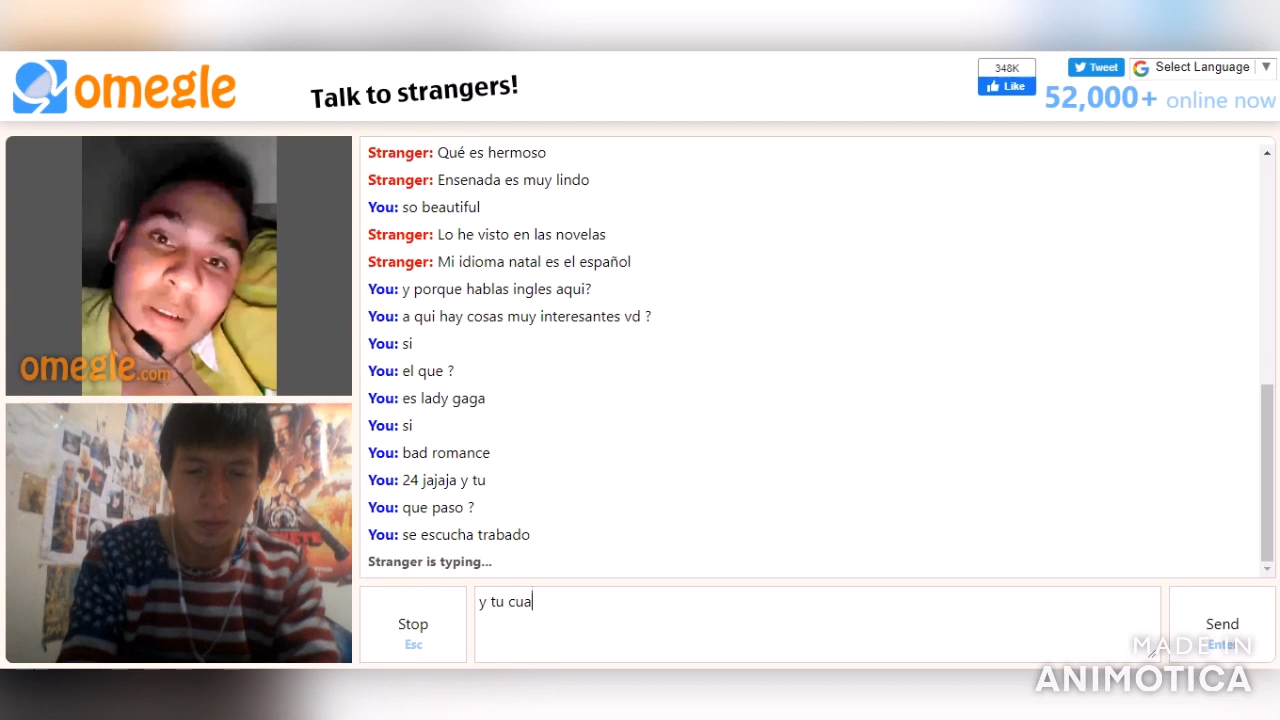 omegle
Talk to strangers!
348K
Like
Tweet
Select Language
52,000+ online now
Stranger: Qué es hermoso
Stranger: Ensenada es muy lindo
You: so beautiful
Stranger: Lo he visto en las novelas
Stranger: Mi idioma natal es el español
You: y porque hablas ingles aqui?
You: a qui hay cosas muy interesantes vd ?
You: si
You: el que ?
You: es lady gaga
You: si
You: bad romance
You: 24 jajaja y tu
You: que paso ?
You: se escucha trabado
Stranger is typing...
omegle.com
Stop
Esc
y tu cua
Send
Enter
MADE IN
ANIMOTICA